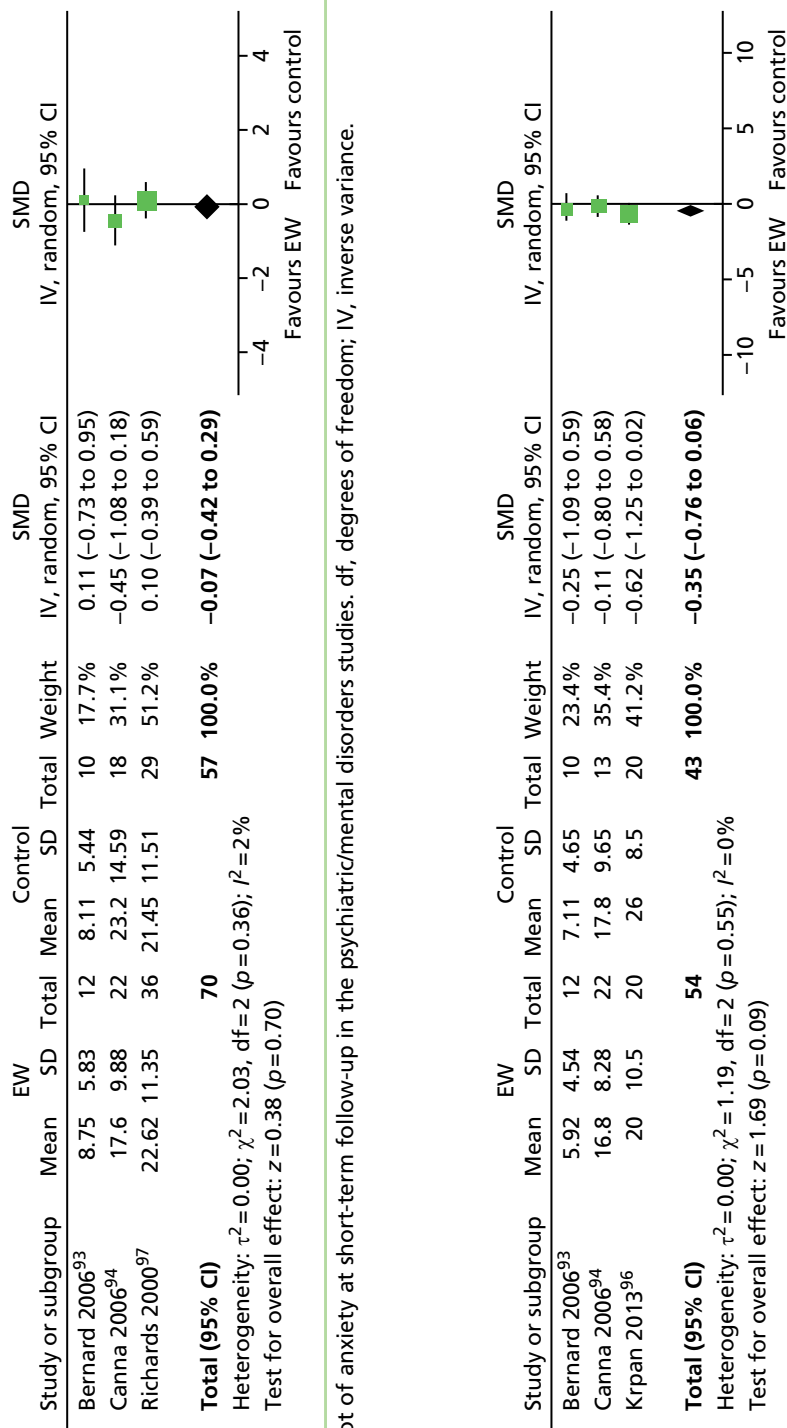 EW Control SMD SMD
Study or subgroup Mean SD Total Mean SD Total Weight IV, random, 95% CI IV, random, 95% CI
Bernard 2006⁹³ 8.75 5.83 12 8.11 5.44 10 17.7% 0.11 (−0.73 to 0.95)
Canna 2006⁹⁴ 17.6 9.88 22 23.2 14.59 18 31.1% −0.45 (−1.08 to 0.18)
Richards 2000⁹⁷ 22.62 11.35 36 21.45 11.51 29 51.2% 0.10 (−0.39 to 0.59)
Total (95% CI) 70 57 100.0% −0.07 (−0.42 to 0.29)
Heterogeneity: τ²=0.00; χ²=2.03, df=2 (p=0.36); I²=2%
Test for overall effect: z=0.38 (p=0.70)
−4 −2 0 2 4
Favours EW Favours control
ot of anxiety at short-term follow-up in the psychiatric/mental disorders studies. df, degrees of freedom; IV, inverse variance.
EW Control SMD SMD
Study or subgroup Mean SD Total Mean SD Total Weight IV, random, 95% CI IV, random, 95% CI
Bernard 2006⁹³ 5.92 4.54 12 7.11 4.65 10 23.4% −0.25 (−1.09 to 0.59)
Canna 2006⁹⁴ 16.8 8.28 22 17.8 9.65 13 35.4% −0.11 (−0.80 to 0.58)
Krpan 2013⁹⁶ 20 10.5 20 26 8.5 20 41.2% −0.62 (−1.25 to 0.02)
Total (95% CI) 54 43 100.0% −0.35 (−0.76 to 0.06)
Heterogeneity: τ²=0.00; χ²=1.19, df=2 (p=0.55); I²=0%
Test for overall effect: z=1.69 (p=0.09)
−10 −5 0 5 10
Favours EW Favours control